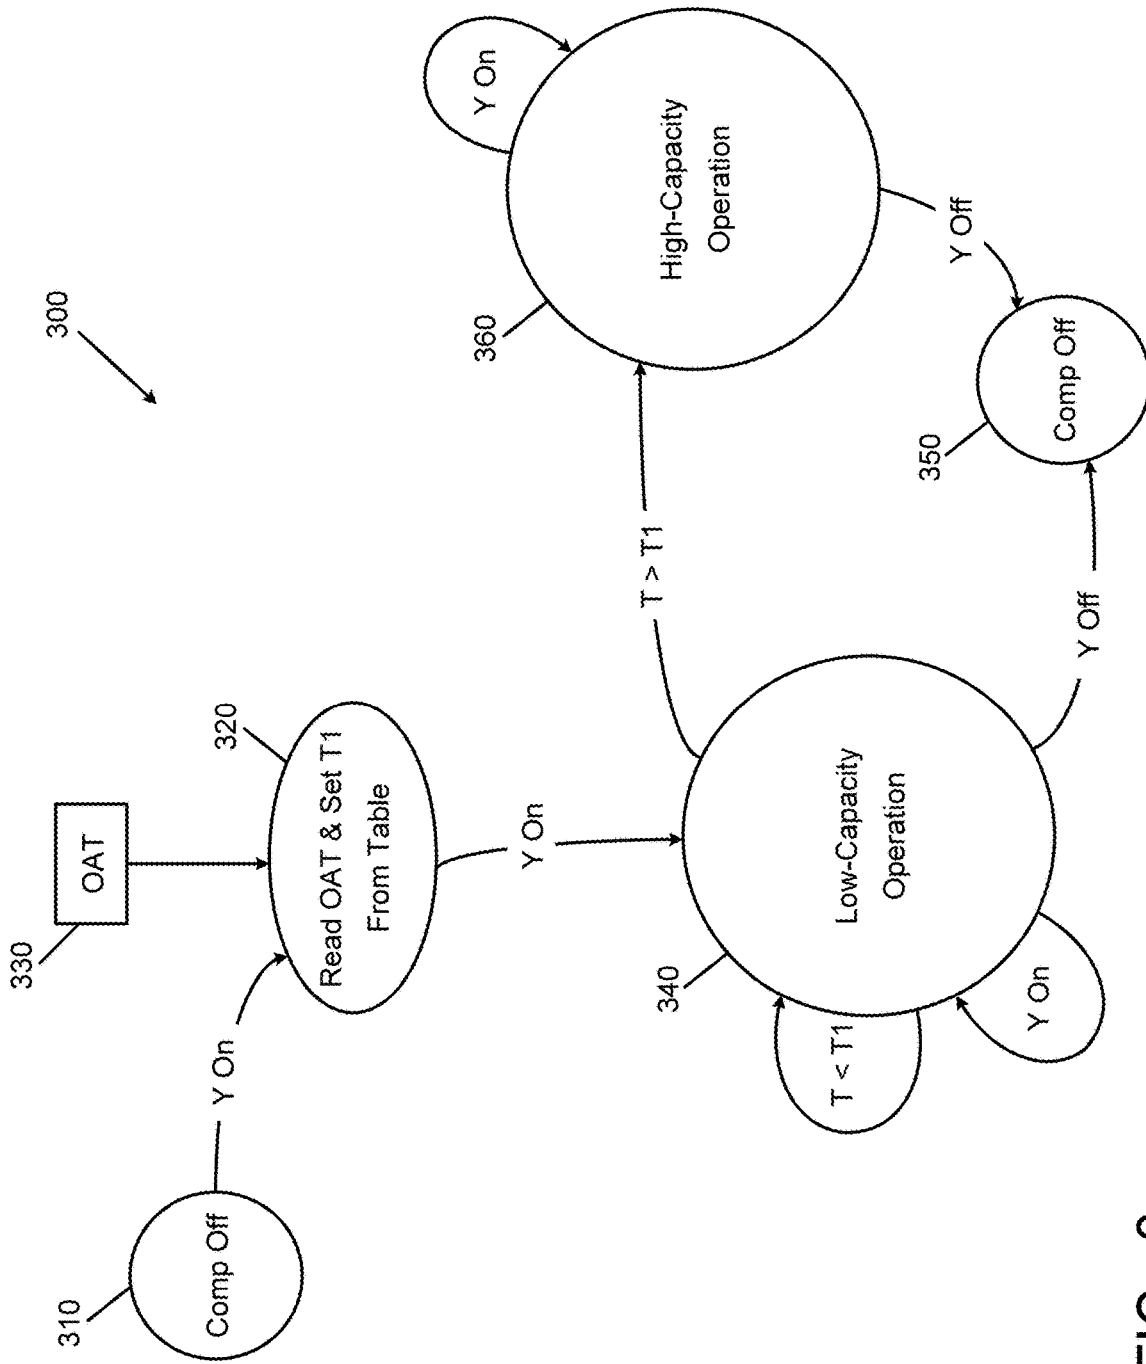 330
300
310
OAT
Comp Off
Y On
320
Read OAT & Set T1
From Table
Y On
360
Y On
T > T1
340
High-Capacity
Operation
T < T1
Low-Capacity
Operation
350
Y Off
Y On
Comp Off
Y Off
FIG.